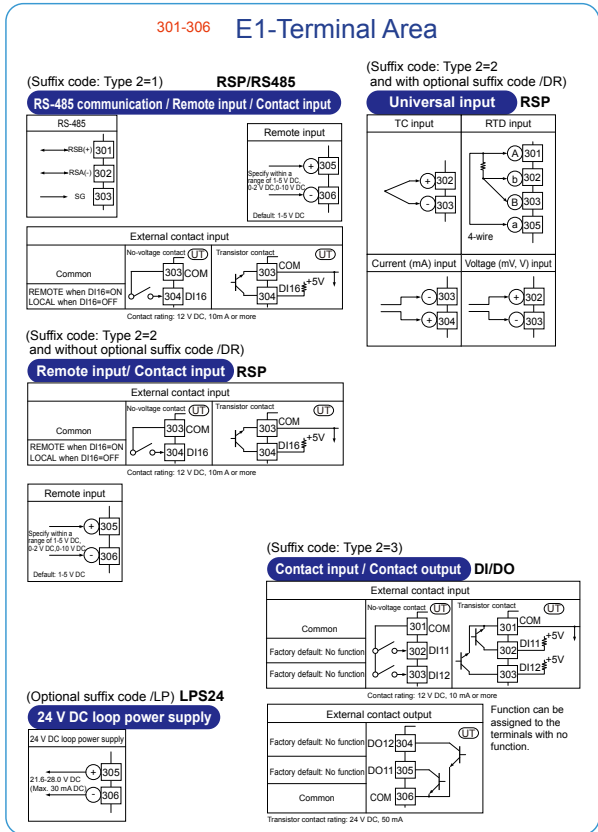 301-306 E1-Terminal Area
(Suffix code: Type 2=1) RSP/RS485
RS-485 communication / Remote input / Contact input
RS-485
RSB(+) 301
RSA(-) 302
SG 303
Remote input
+ 305
Specify within a
range of 1-5 V DC,
0-2 V DC,0-10 V DC
- 306
Default: 1-5 V DC
External contact input
No-voltage contact UT Transistor contact UT
Common 303 COM 303 COM
REMOTE when DI16=ON
LOCAL when DI16=OFF
304 DI16 304 DI16 +5V
Contact rating: 12 V DC, 10m A or more
(Suffix code: Type 2=2
and with optional suffix code /DR)
Universal input RSP
TC input RTD input
+ 302
- 303
A 301
b 302
B 303
a 305
4-wire
Current (mA) input Voltage (mV, V) input
- 303 + 302
+ 304 - 303
(Suffix code: Type 2=2
and without optional suffix code /DR)
Remote input/ Contact input RSP
External contact input
No-voltage contact UT Transistor contact UT
Common 303 COM 303 COM
REMOTE when DI16=ON
LOCAL when DI16=OFF
304 DI16 304 DI16 +5V
Contact rating: 12 V DC, 10m A or more
Remote input
+ 305
Specify within a
range of 1-5 V DC,
0-2 V DC,0-10 V DC
- 306
Default: 1-5 V DC
(Suffix code: Type 2=3)
Contact input / Contact output DI/DO
External contact input
No-voltage contact UT Transistor contact UT
Common 301 COM 301 COM
Factory default: No function 302 DI11 302 DI11 +5V
Factory default: No function 303 DI12 303 DI12 +5V
Contact rating: 12 V DC, 10 mA or more
External contact output
UT
Factory default: No function DO12 304
Factory default: No function DO11 305
Common COM 306
Transistor contact rating: 24 V DC, 50 mA
Function can be
assigned to the
terminals with no
function.
(Optional suffix code /LP) LPS24
24 V DC loop power supply
24 V DC loop power supply
+ 305
21.6-28.0 V DC
(Max. 30 mA DC)
- 306